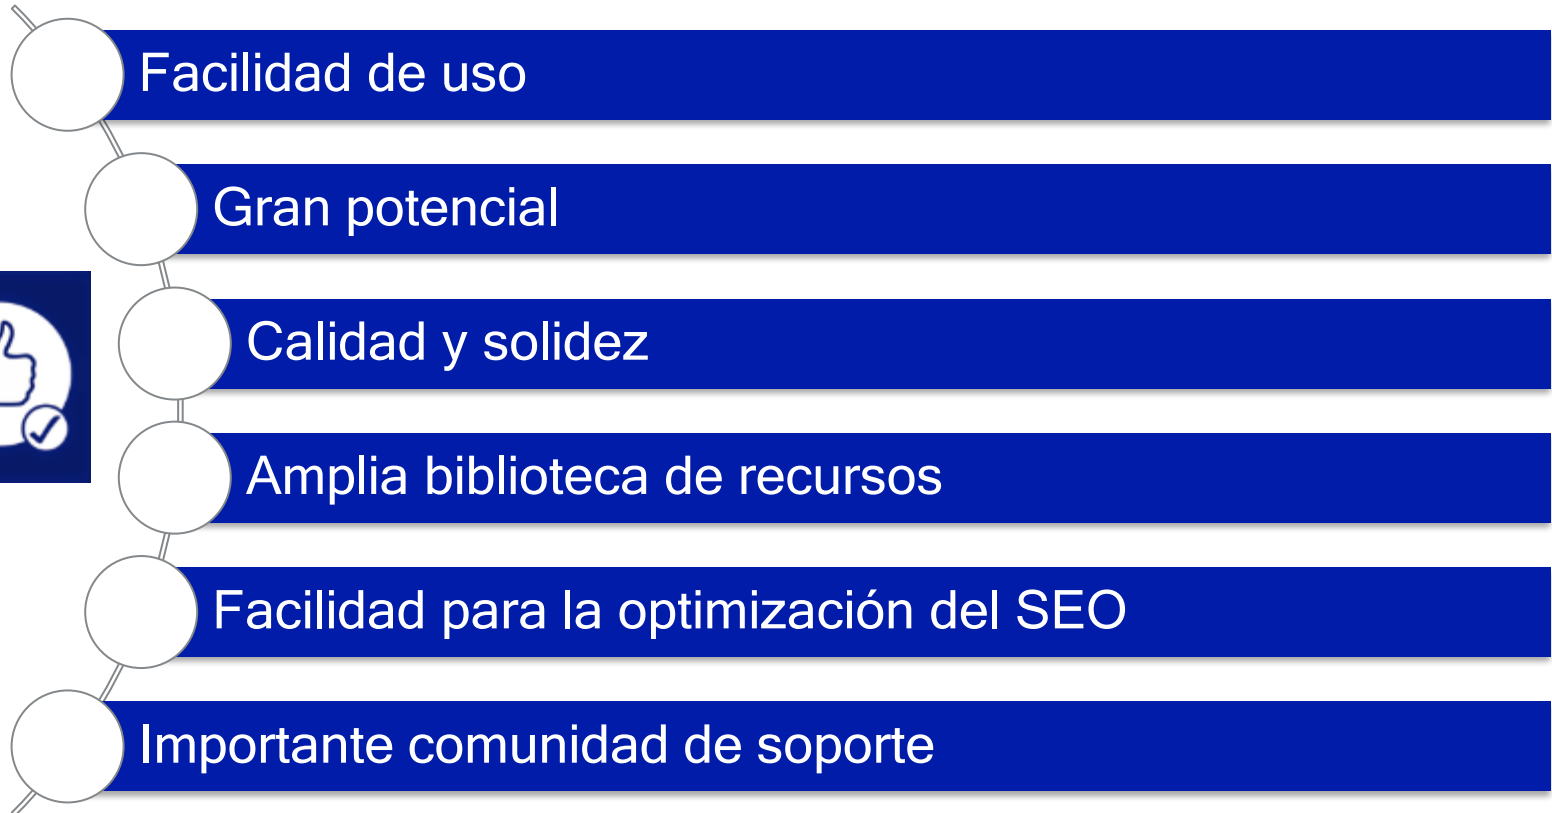 Facilidad de uso
Gran potencial
Calidad y solidez
Amplia biblioteca de recursos
Facilidad para la optimización del SEO
Importante comunidad de soporte